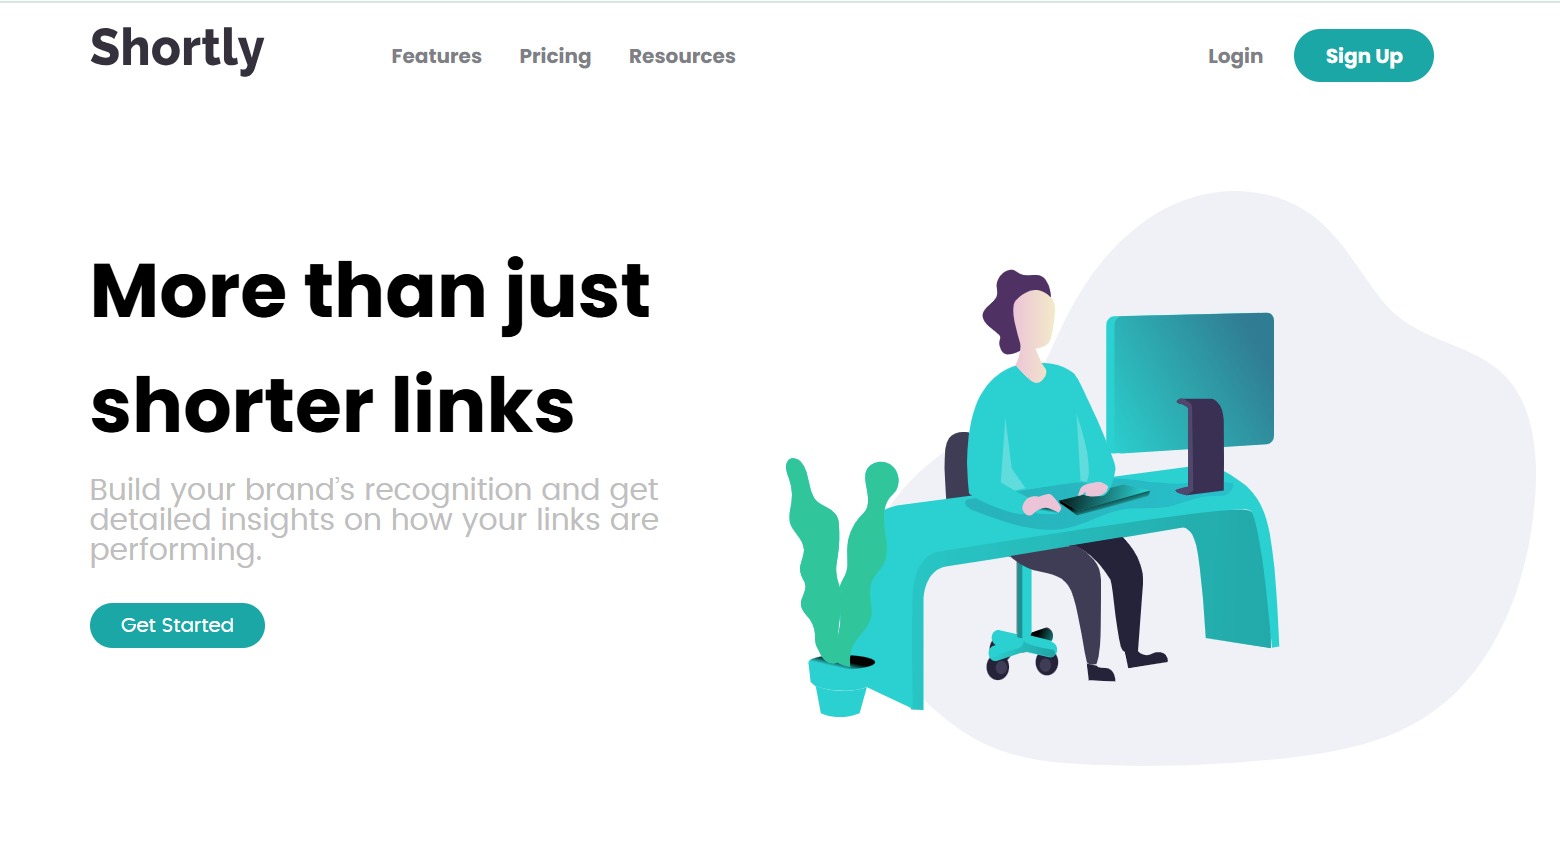 Shortly
Features Pricing Resources
Login Sign Up
More than just
shorter links
Build your brand’s recognition and get
detailed insights on how your links are
performing.
Get Started